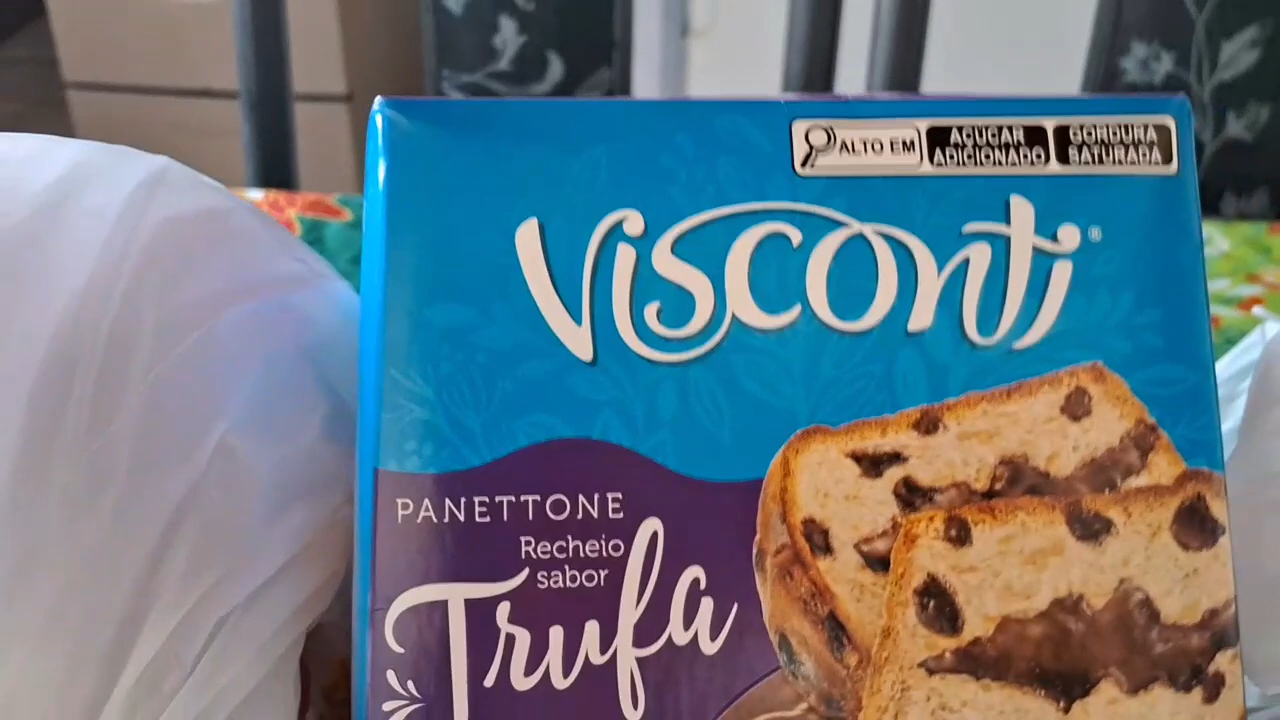 ALTO EM AÇÚCAR ADICIONADO GORDURA SATURADA
Visconti®
PANETTONE
Recheio
sabor
Trufa